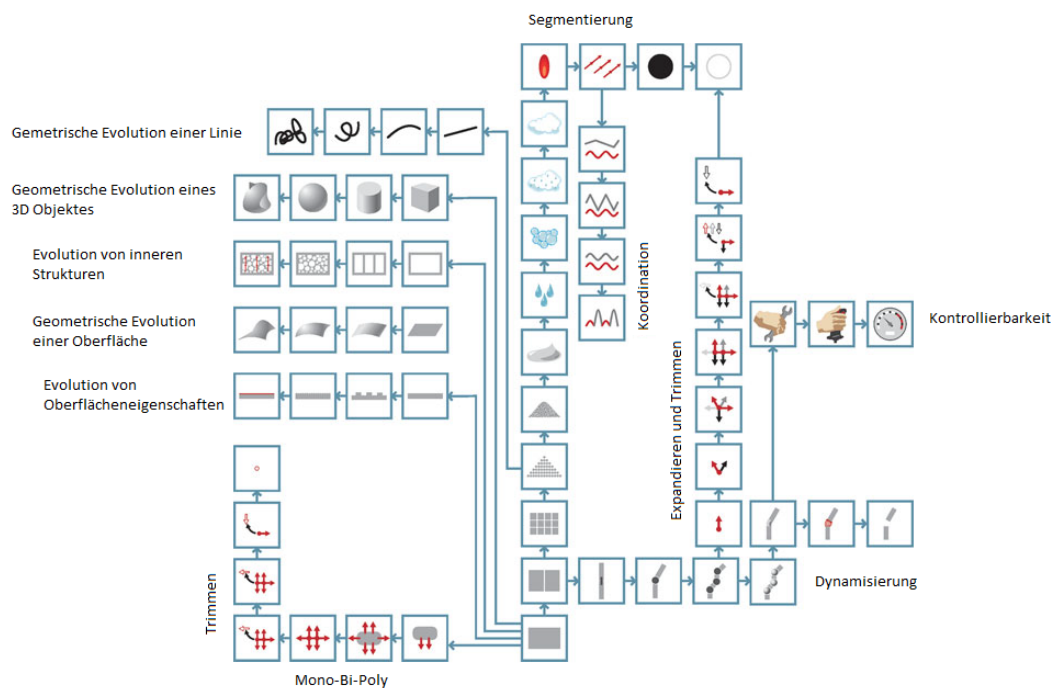 Segmentierung
Gemetrische Evolution einer Linie
Geometrische Evolution eines
3D Objektes
Evolution von inneren
Strukturen
Koordination
Geometrische Evolution
einer Oberfläche
Kontrollierbarkeit
Evolution von
Oberflächeneigenschaften
Expandieren und Trimmen
Trimmen
Dynamisierung
Mono-Bi-Poly